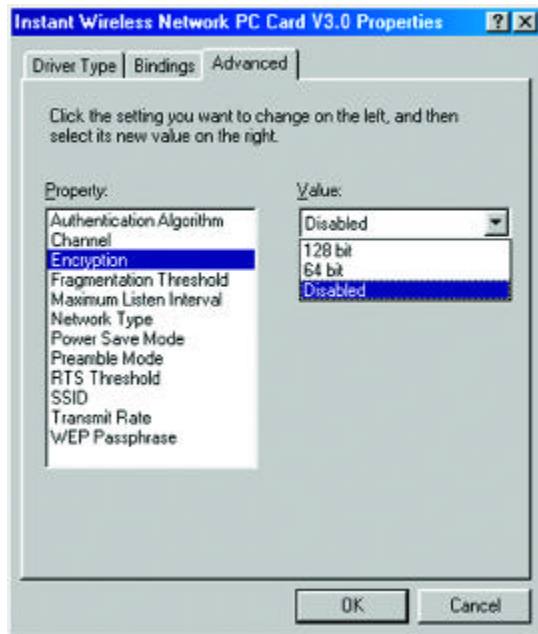 Instant Wireless Network PC Card V3.0 Properties
Driver Type Bindings Advanced
Click the setting you want to change on the left, and then
select its new value on the right.
Property:
Authentication Algorithm
Channel
Encryption
Fragmentation Threshold
Maximum Listen Interval
Network Type
Power Save Mode
Preamble Mode
RTS Threshold
SSID
Transmit Rate
WEP Passphrase
Value:
Disabled
128 bit
64 bit
Disabled
OK Cancel